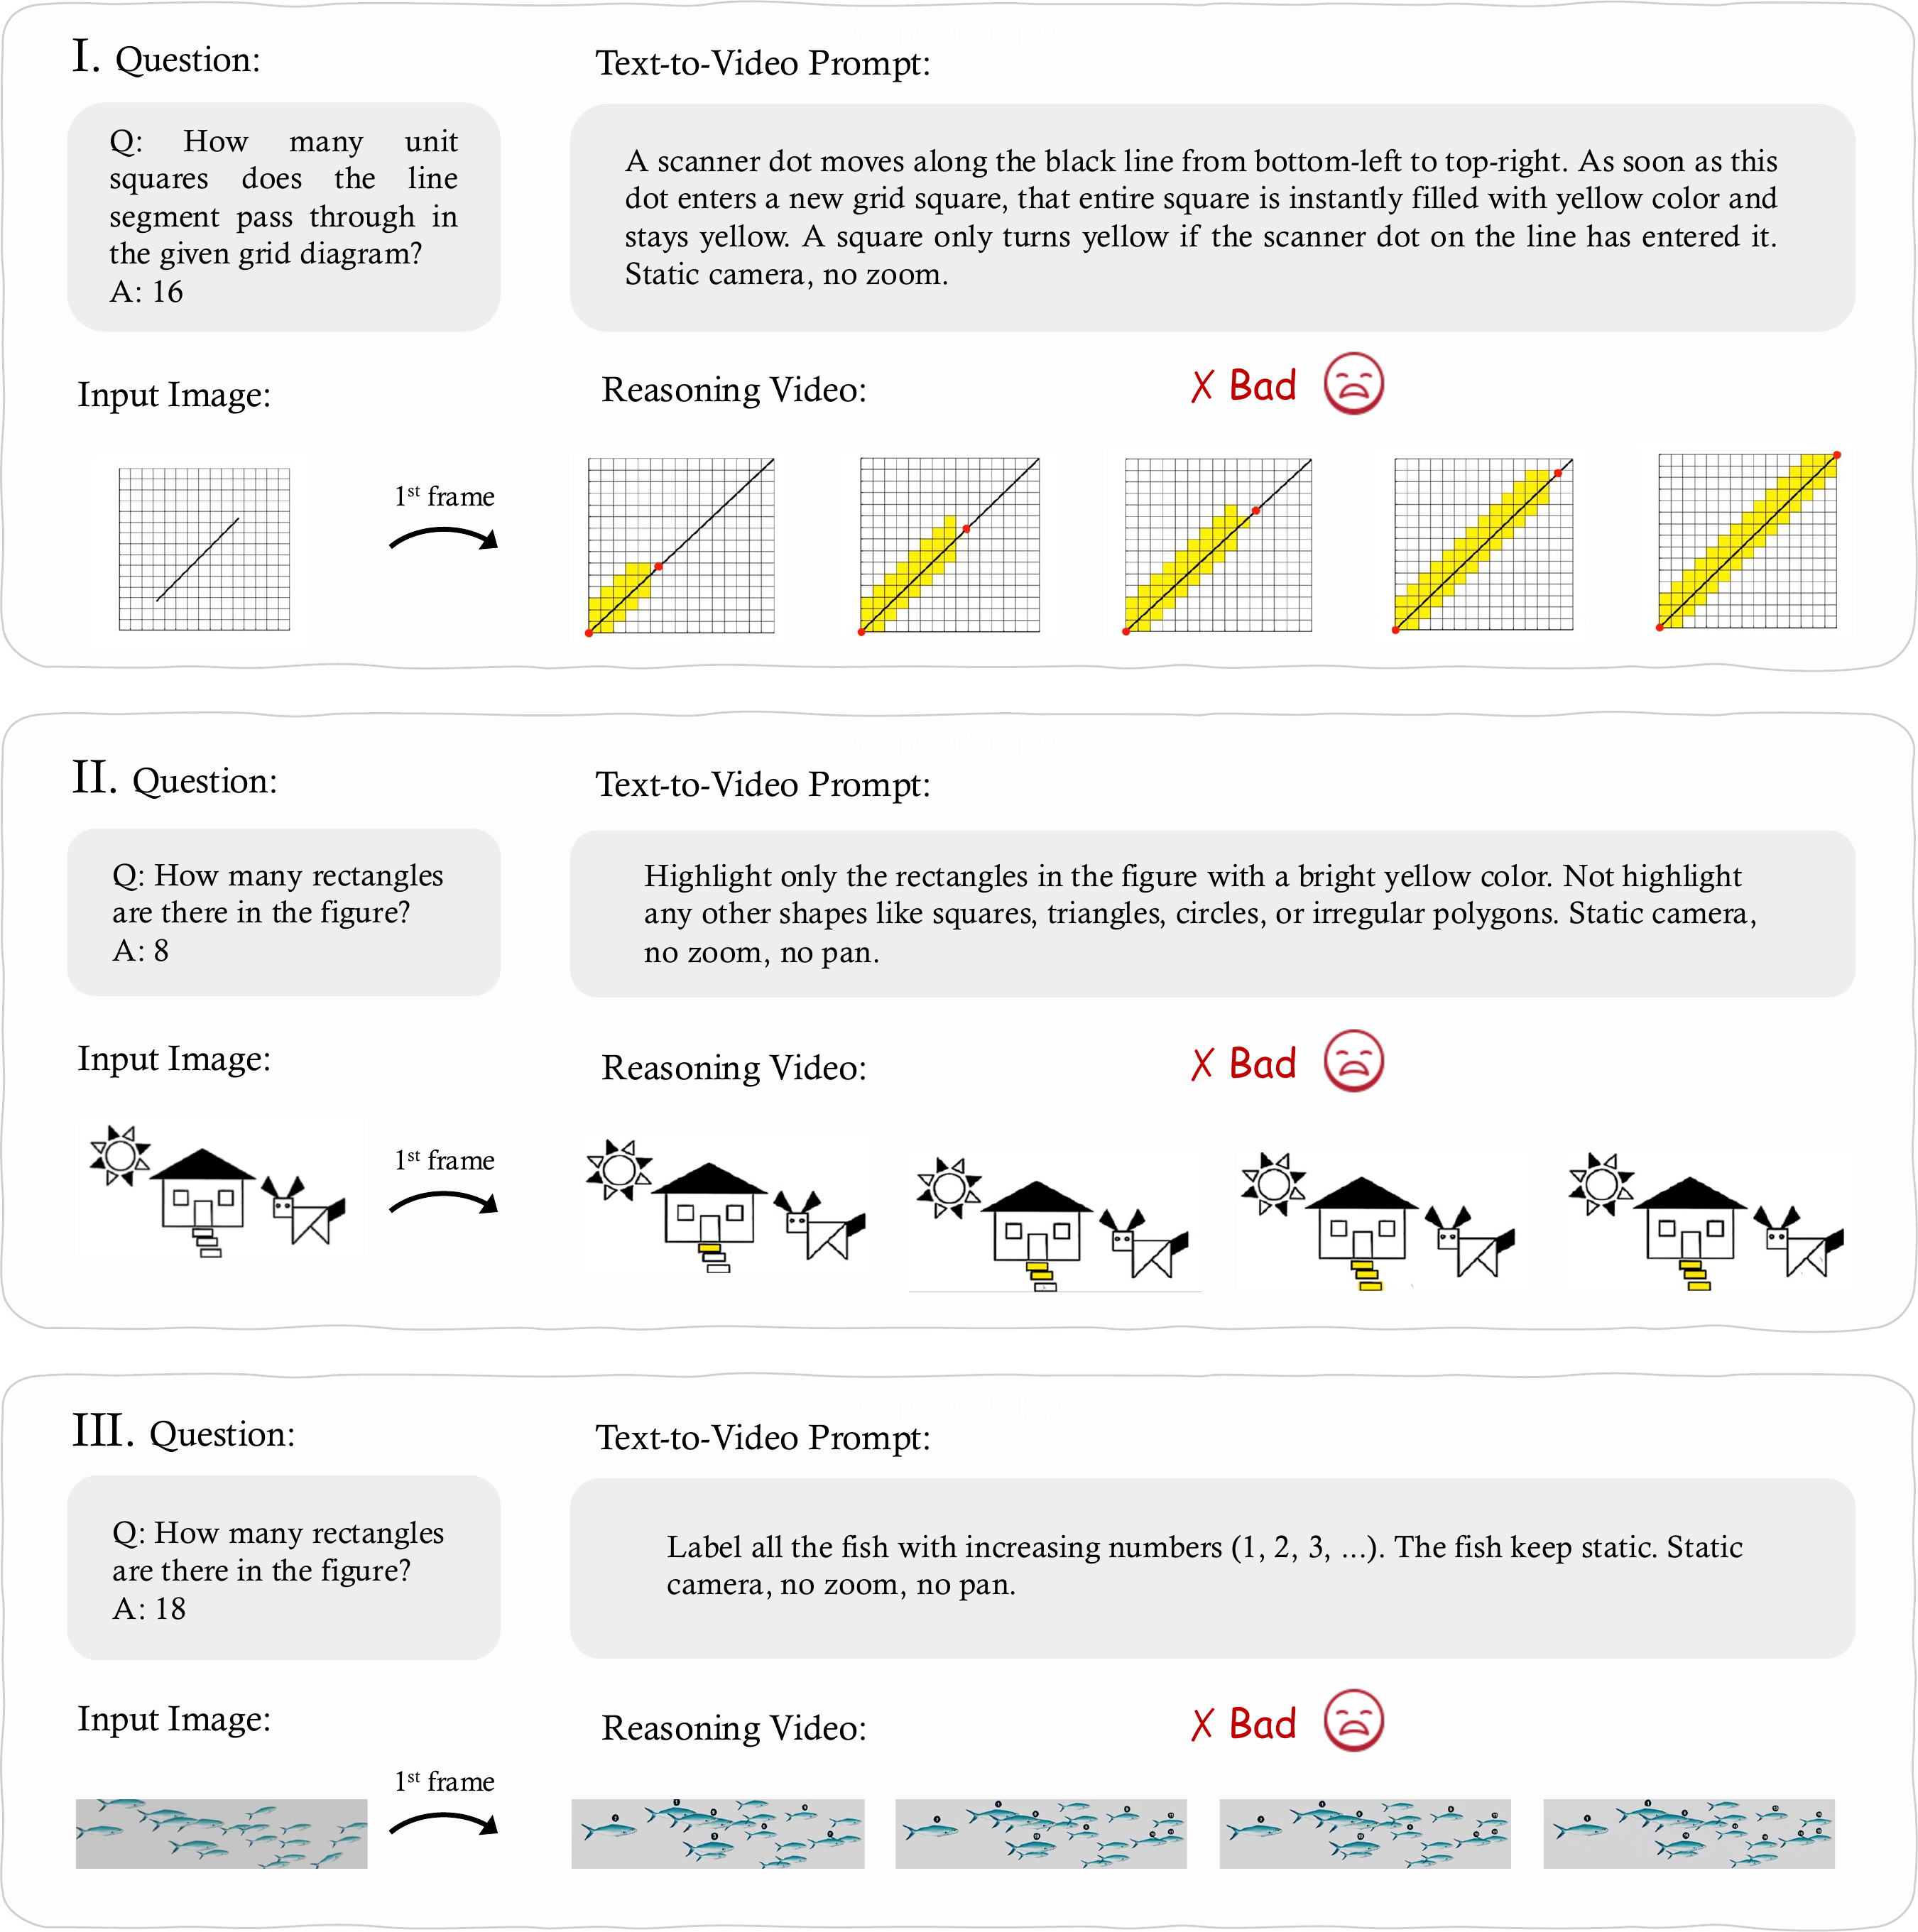 I. Question:
Text-to-Video Prompt:
Q: How many unit
squares does the line
segment pass through in
the given grid diagram?
A: 16
A scanner dot moves along the black line from bottom-left to top-right. As soon as this
dot enters a new grid square, that entire square is instantly filled with yellow color and
stays yellow. A square only turns yellow if the scanner dot on the line has entered it.
Static camera, no zoom.
Input Image:
Reasoning Video:
✗ Bad
1st frame
II. Question:
Text-to-Video Prompt:
Q: How many rectangles
are there in the figure?
A: 8
Highlight only the rectangles in the figure with a bright yellow color. Not highlight
any other shapes like squares, triangles, circles, or irregular polygons. Static camera,
no zoom, no pan.
Input Image:
Reasoning Video:
✗ Bad
1st frame
III. Question:
Text-to-Video Prompt:
Q: How many rectangles
are there in the figure?
A: 18
Label all the fish with increasing numbers (1, 2, 3, ...). The fish keep static. Static
camera, no zoom, no pan.
Input Image:
Reasoning Video:
✗ Bad
1st frame